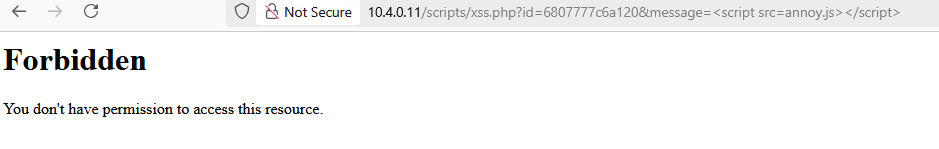 Not Secure 10.4.0.11/scripts/xss.php?id=6807777c6a120&message=<script src=annoy.js></script>
Forbidden
You don't have permission to access this resource.